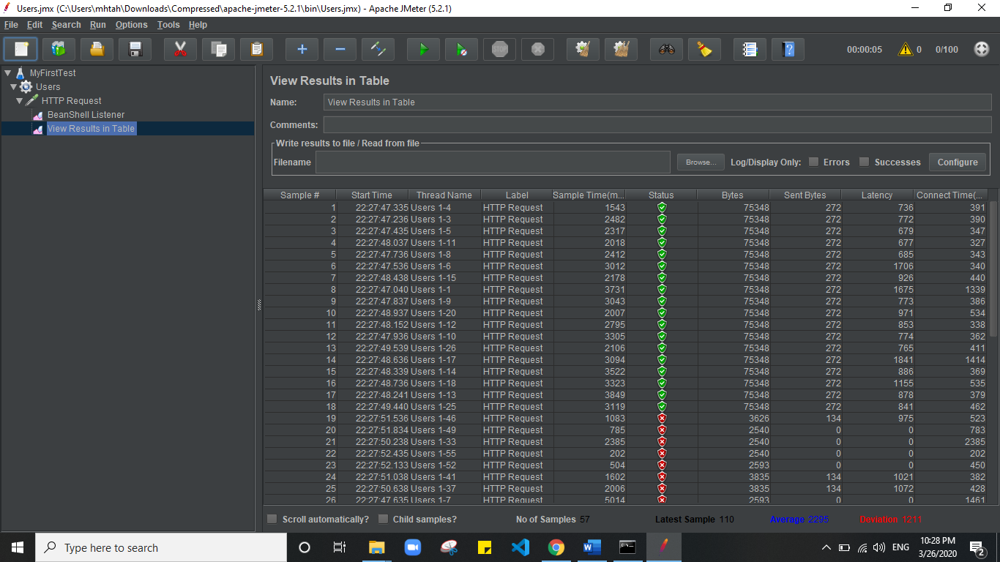 Users.jmx (C:\Users\mhtah\Downloads\Compressed\apache-jmeter-5.2.1\bin\Users.jmx) - Apache JMeter (5.2.1)
File Edit Search Run Options Tools Help
STOP 00:00:05 0 0/100
MyFirstTest
Users
HTTP Request
BeanShell Listener
View Results in Table
View Results in Table
Name: View Results in Table
Comments:
Write results to file / Read from file
Filename Browse... Log/Display Only: Errors Successes Configure
Sample # Start Time Thread Name Label Sample Time(m... Status Bytes Sent Bytes Latency Connect Time(...
1 22:27:47.335 Users 1-4 HTTP Request 1543 75348 272 736 391
2 22:27:47.236 Users 1-3 HTTP Request 2482 75348 272 772 390
3 22:27:47.435 Users 1-5 HTTP Request 2317 75348 272 679 347
4 22:27:48.037 Users 1-11 HTTP Request 2018 75348 272 677 327
5 22:27:47.736 Users 1-8 HTTP Request 2412 75348 272 685 343
6 22:27:47.536 Users 1-6 HTTP Request 3012 75348 272 1706 340
7 22:27:48.438 Users 1-15 HTTP Request 2178 75348 272 926 440
8 22:27:47.040 Users 1-1 HTTP Request 3731 75348 272 1675 1339
9 22:27:47.837 Users 1-9 HTTP Request 3043 75348 272 773 386
10 22:27:48.937 Users 1-20 HTTP Request 2007 75348 272 971 534
11 22:27:48.152 Users 1-12 HTTP Request 2795 75348 272 853 338
12 22:27:47.936 Users 1-10 HTTP Request 3305 75348 272 774 362
13 22:27:49.539 Users 1-26 HTTP Request 2106 75348 272 765 411
14 22:27:48.636 Users 1-17 HTTP Request 3094 75348 272 1841 1414
15 22:27:48.339 Users 1-14 HTTP Request 3522 75348 272 886 369
16 22:27:48.736 Users 1-18 HTTP Request 3323 75348 272 1155 535
17 22:27:48.241 Users 1-13 HTTP Request 3849 75348 272 878 379
18 22:27:49.440 Users 1-25 HTTP Request 3119 75348 272 841 462
19 22:27:51.536 Users 1-46 HTTP Request 1083 3626 134 975 523
20 22:27:51.834 Users 1-49 HTTP Request 785 2540 0 0 783
21 22:27:50.238 Users 1-33 HTTP Request 2385 2540 0 0 2385
22 22:27:52.435 Users 1-55 HTTP Request 202 2540 0 0 202
23 22:27:52.133 Users 1-52 HTTP Request 504 2593 0 0 450
24 22:27:51.038 Users 1-41 HTTP Request 1602 3835 134 1021 382
25 22:27:50.638 Users 1-37 HTTP Request 2006 3835 134 1072 428
26 22:27:47.635 Users 1-7 HTTP Request 5014 2593 0 0 1461
Scroll automatically? Child samples? No of Samples 57 Latest Sample 110 Average 2295 Deviation 1211
Type here to search ENG 10:28 PM
3/26/2020 2